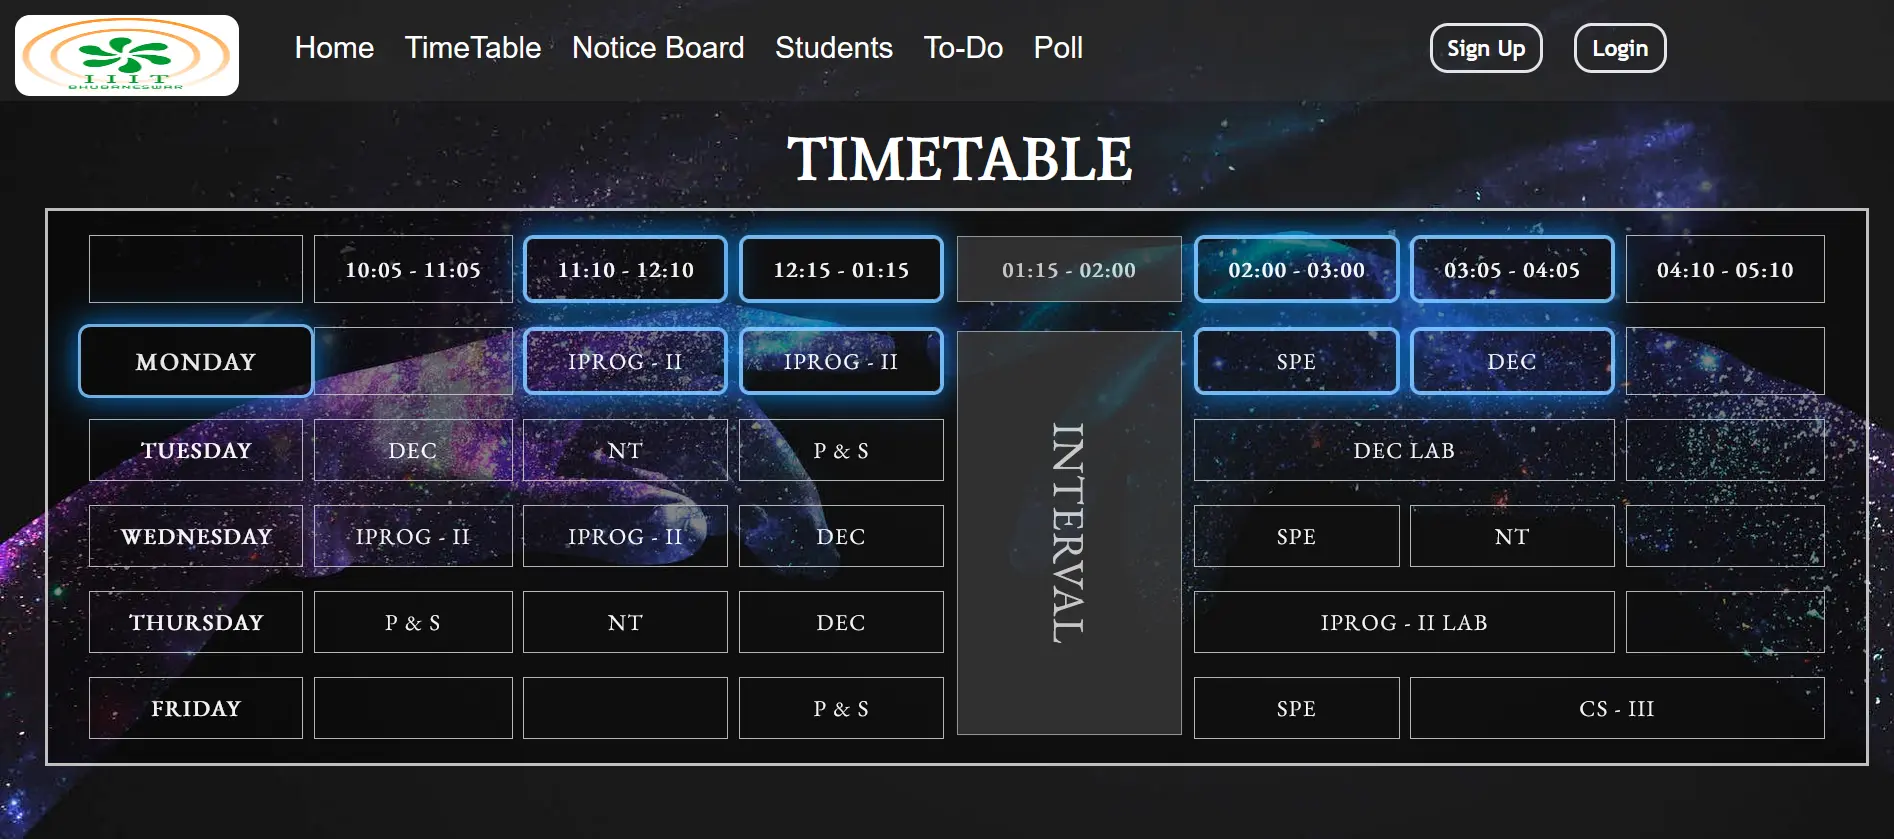 IIIT
BHUBANESWAR
Home TimeTable Notice Board Students To-Do Poll Sign Up Login
TIMETABLE
10:05 - 11:05 11:10 - 12:10 12:15 - 01:15 01:15 - 02:00 02:00 - 03:00 03:05 - 04:05 04:10 - 05:10
MONDAY IPROG - II IPROG - II SPE DEC
INTERVAL
TUESDAY DEC NT P & S DEC LAB
WEDNESDAY IPROG - II IPROG - II DEC SPE NT
THURSDAY P & S NT DEC IPROG - II LAB
FRIDAY P & S SPE CS - III